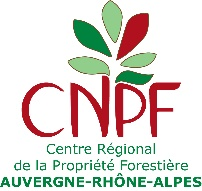 CNPF
Centre Régional
de la Propriété Forestière
AUVERGNE-RHÔNE-ALPES